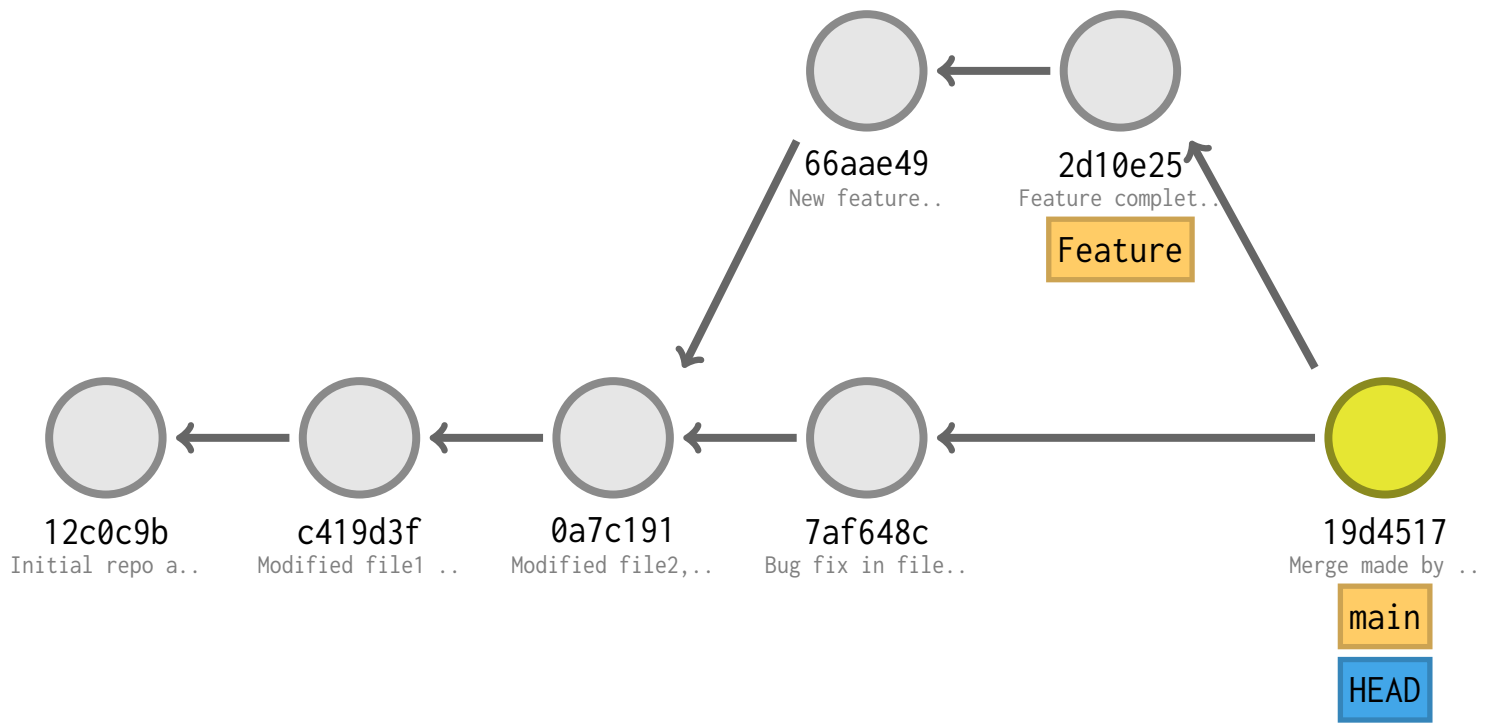 66aae49
New feature..
2d10e25
Feature complet..
Feature
12c0c9b
Initial repo a..
c419d3f
Modified file1 ..
0a7c191
Modified file2,..
7af648c
Bug fix in file..
19d4517
Merge made by ..
main
HEAD